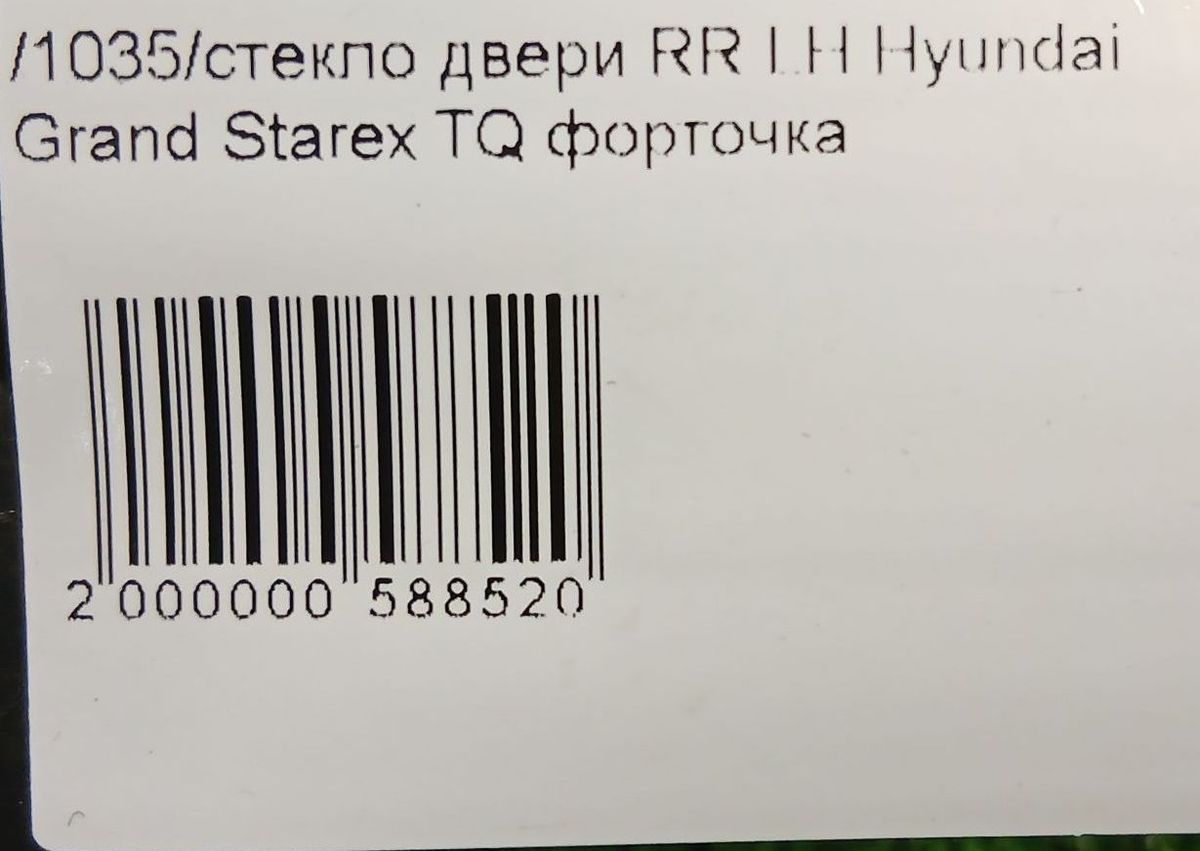 /1035/стекло двери RR LH Hyundai
Grand Starex TQ форточка
2 000000 588520